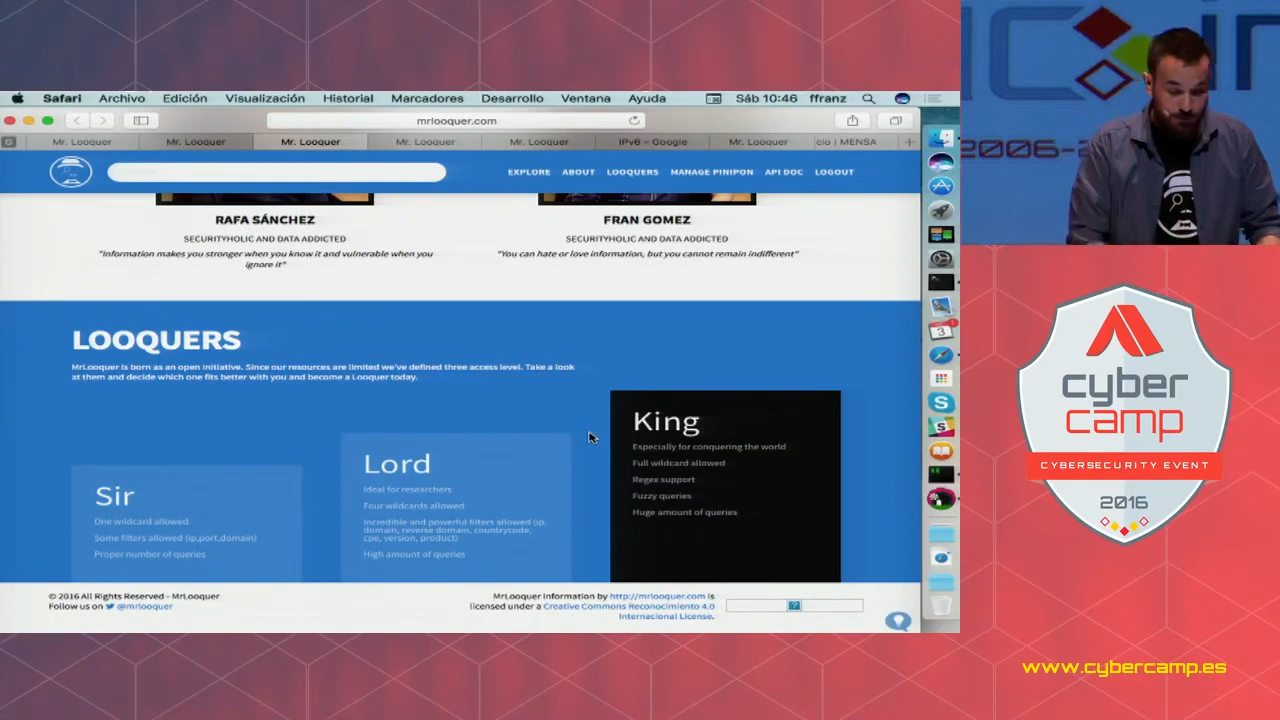 Safari Archivo Edición Visualización Historial Marcadores Desarrollo Ventana Ayuda Sáb 10:46 ffranz
mrlooquer.com
Mr. Looquer Mr. Looquer Mr. Looquer Mr. Looquer Mr. Looquer IPv6 – Google Mr. Looquer cio | MENSA
EXPLORE ABOUT LOOQUERS MANAGE PINIPON API DOC LOGOUT
RAFA SÁNCHEZ
SECURITYHOLIC AND DATA ADDICTED
"Information makes you stronger when you know it and vulnerable when you
ignore it"
FRAN GOMEZ
SECURITYHOLIC AND DATA ADDICTED
"You can hate or love information, but you cannot remain indifferent"
LOOQUERS
MrLooquer is born as an open initiative. Since our resources are limited we've defined three access level. Take a look
at them and decide which one fits better with you and become a Looquer today.
Sir
One wildcard allowed
Some filters allowed (ip,port,domain)
Proper number of queries
Lord
Ideal for researchers
Four wildcards allowed
Incredible and powerful filters allowed (ip,
domain, reverse domain, countrycode,
cpe, version, product)
High amount of queries
King
Especially for conquering the world
Full wildcard allowed
Regex support
Fuzzy queries
Huge amount of queries
© 2016 All Rights Reserved - MrLooquer
Follow us on @mrlooquer
MrLooquer information by http://mrlooquer.com is
licensed under a Creative Commons Reconocimiento 4.0
Internacional License.
3
2006-2
cyber
camp
CYBERSECURITY EVENT
2016
www.cybercamp.es